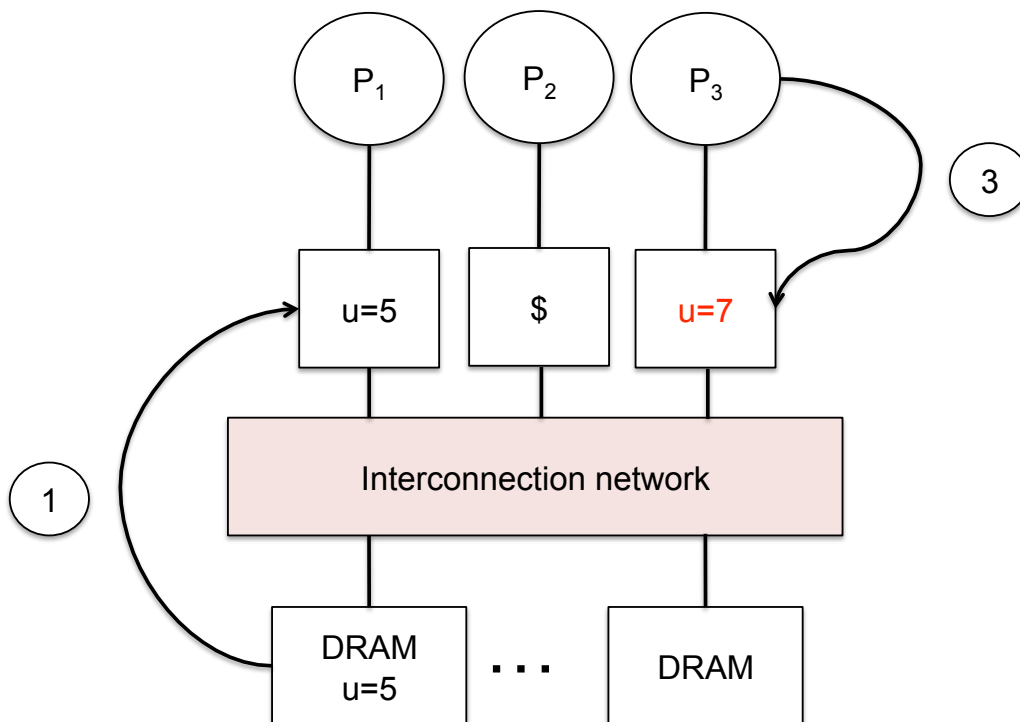 P1
P2
P3
3
u=5
$
u=7
Interconnection network
1
DRAM
u=5
. . .
DRAM